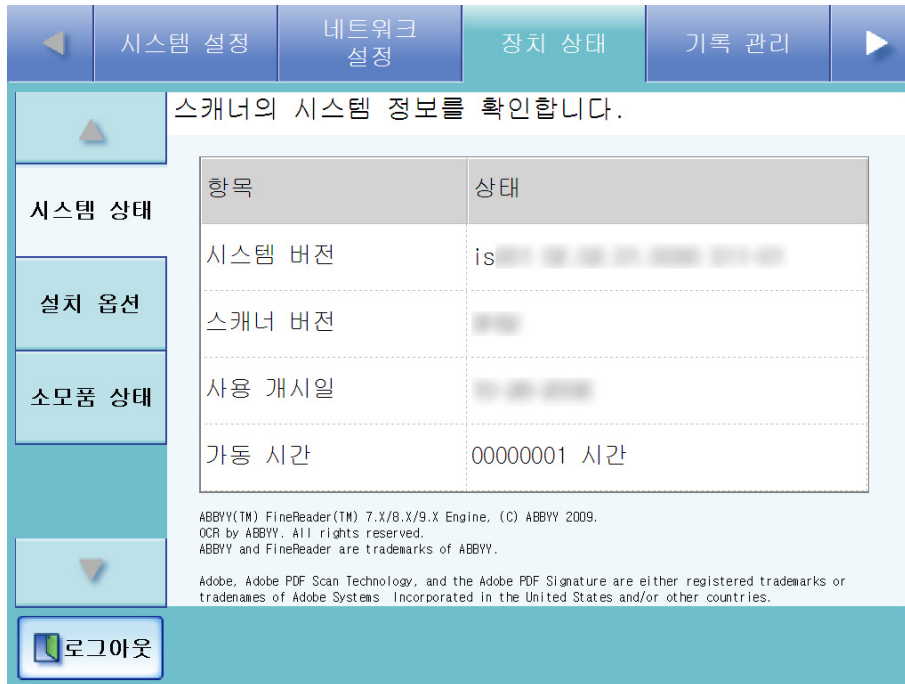 시스템 설정
네트워크
설정
장치 상태
기록 관리
스캐너의 시스템 정보를 확인합니다.
시스템 상태
설치 옵션
소모품 상태
항목 상태
시스템 버전 is
스캐너 버전
사용 개시일
가동 시간 00000001 시간
ABBYY(TM) FineReader(TM) 7.X/8.X/9.X Engine, (C) ABBYY 2009.
OCR by ABBYY. All rights reserved.
ABBYY and FineReader are trademarks of ABBYY.
Adobe, Adobe PDF Scan Technology, and the Adobe PDF Signature are either registered trademarks or
tradenames of Adobe Systems Incorporated in the United States and/or other countries.
로그아웃